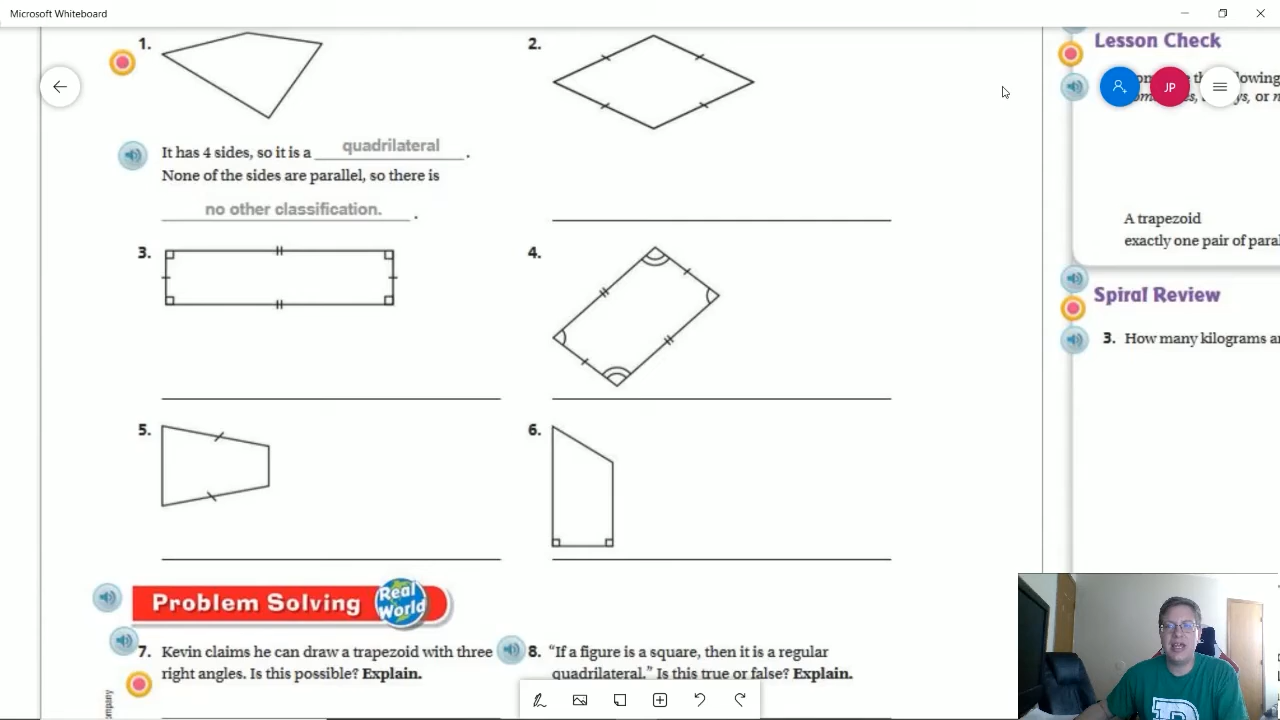 Microsoft Whiteboard
1.
2.
It has 4 sides, so it is a quadrilateral .
None of the sides are parallel, so there is
no other classification. .
3.
4.
5.
6.
Problem Solving Real World
7. Kevin claims he can draw a trapezoid with three
right angles. Is this possible? Explain.
8. "If a figure is a square, then it is a regular
quadrilateral." Is this true or false? Explain.
Lesson Check
JP
A trapezoid
exactly one pair of
Spiral Review
3. How many kilograms